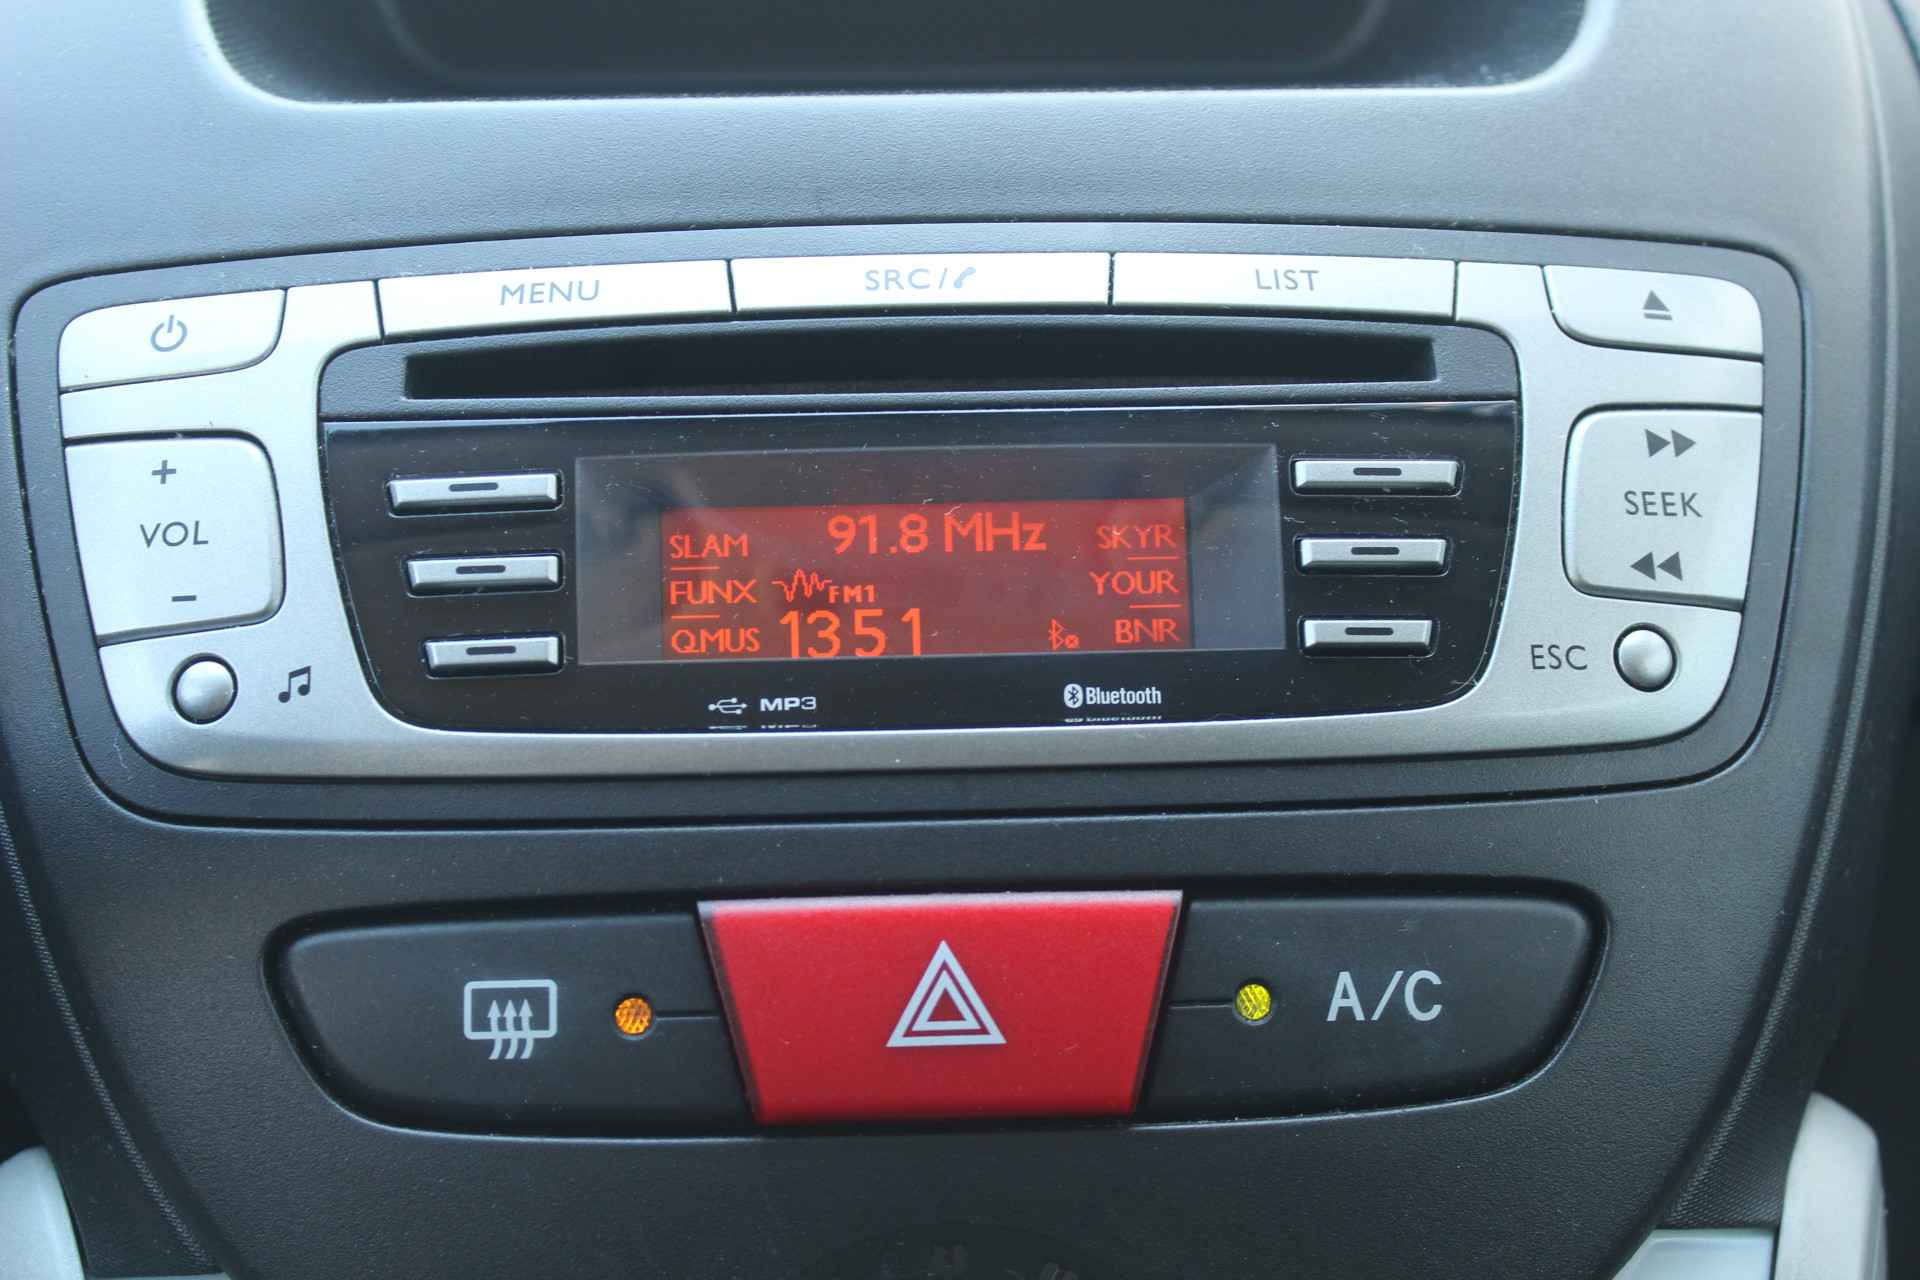 MENU
SRC/
LIST
+
VOL
−
SEEK
ESC
91.8 MHz
SLAM
SKYR
FUNX
FM1
YOUR
QMUS
1351
BNR
MP3
Bluetooth
A/C